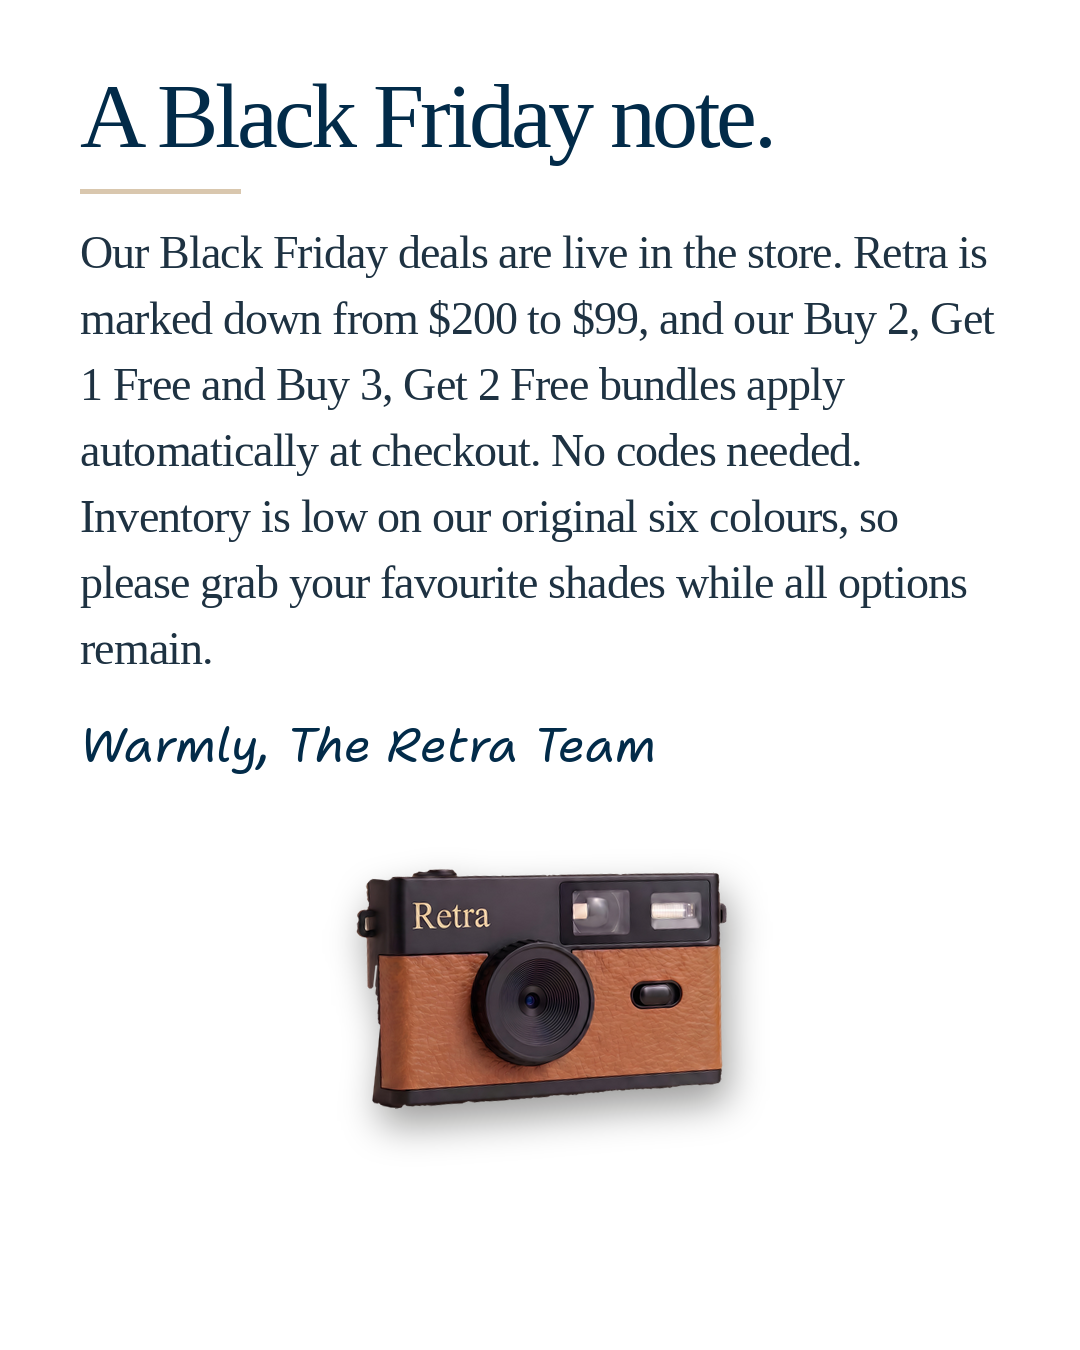 A Black Friday note.
Our Black Friday deals are live in the store. Retra is
marked down from $200 to $99, and our Buy 2, Get
1 Free and Buy 3, Get 2 Free bundles apply
automatically at checkout. No codes needed.
Inventory is low on our original six colours, so
please grab your favourite shades while all options
remain.
Warmly, The Retra Team
Retra